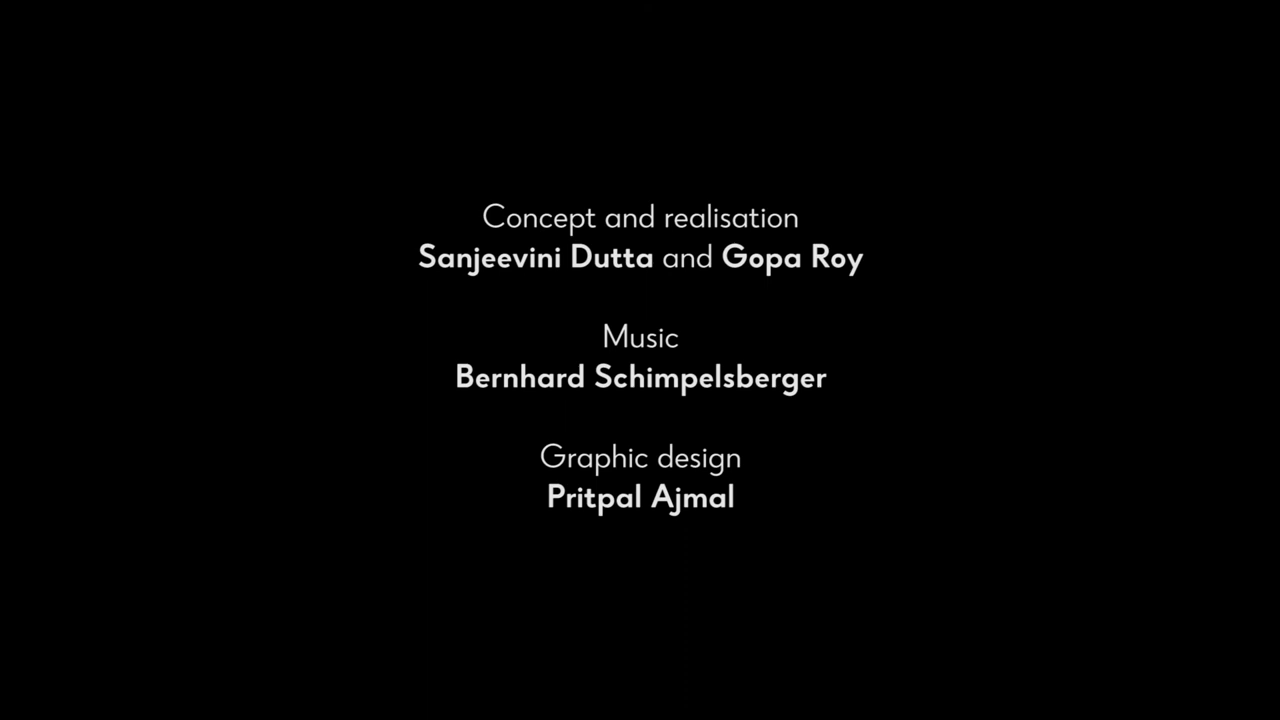 Concept and realisation
Sanjeevini Dutta and Gopa Roy
Music
Bernhard Schimpelsberger
Graphic design
Pritpal Ajmal